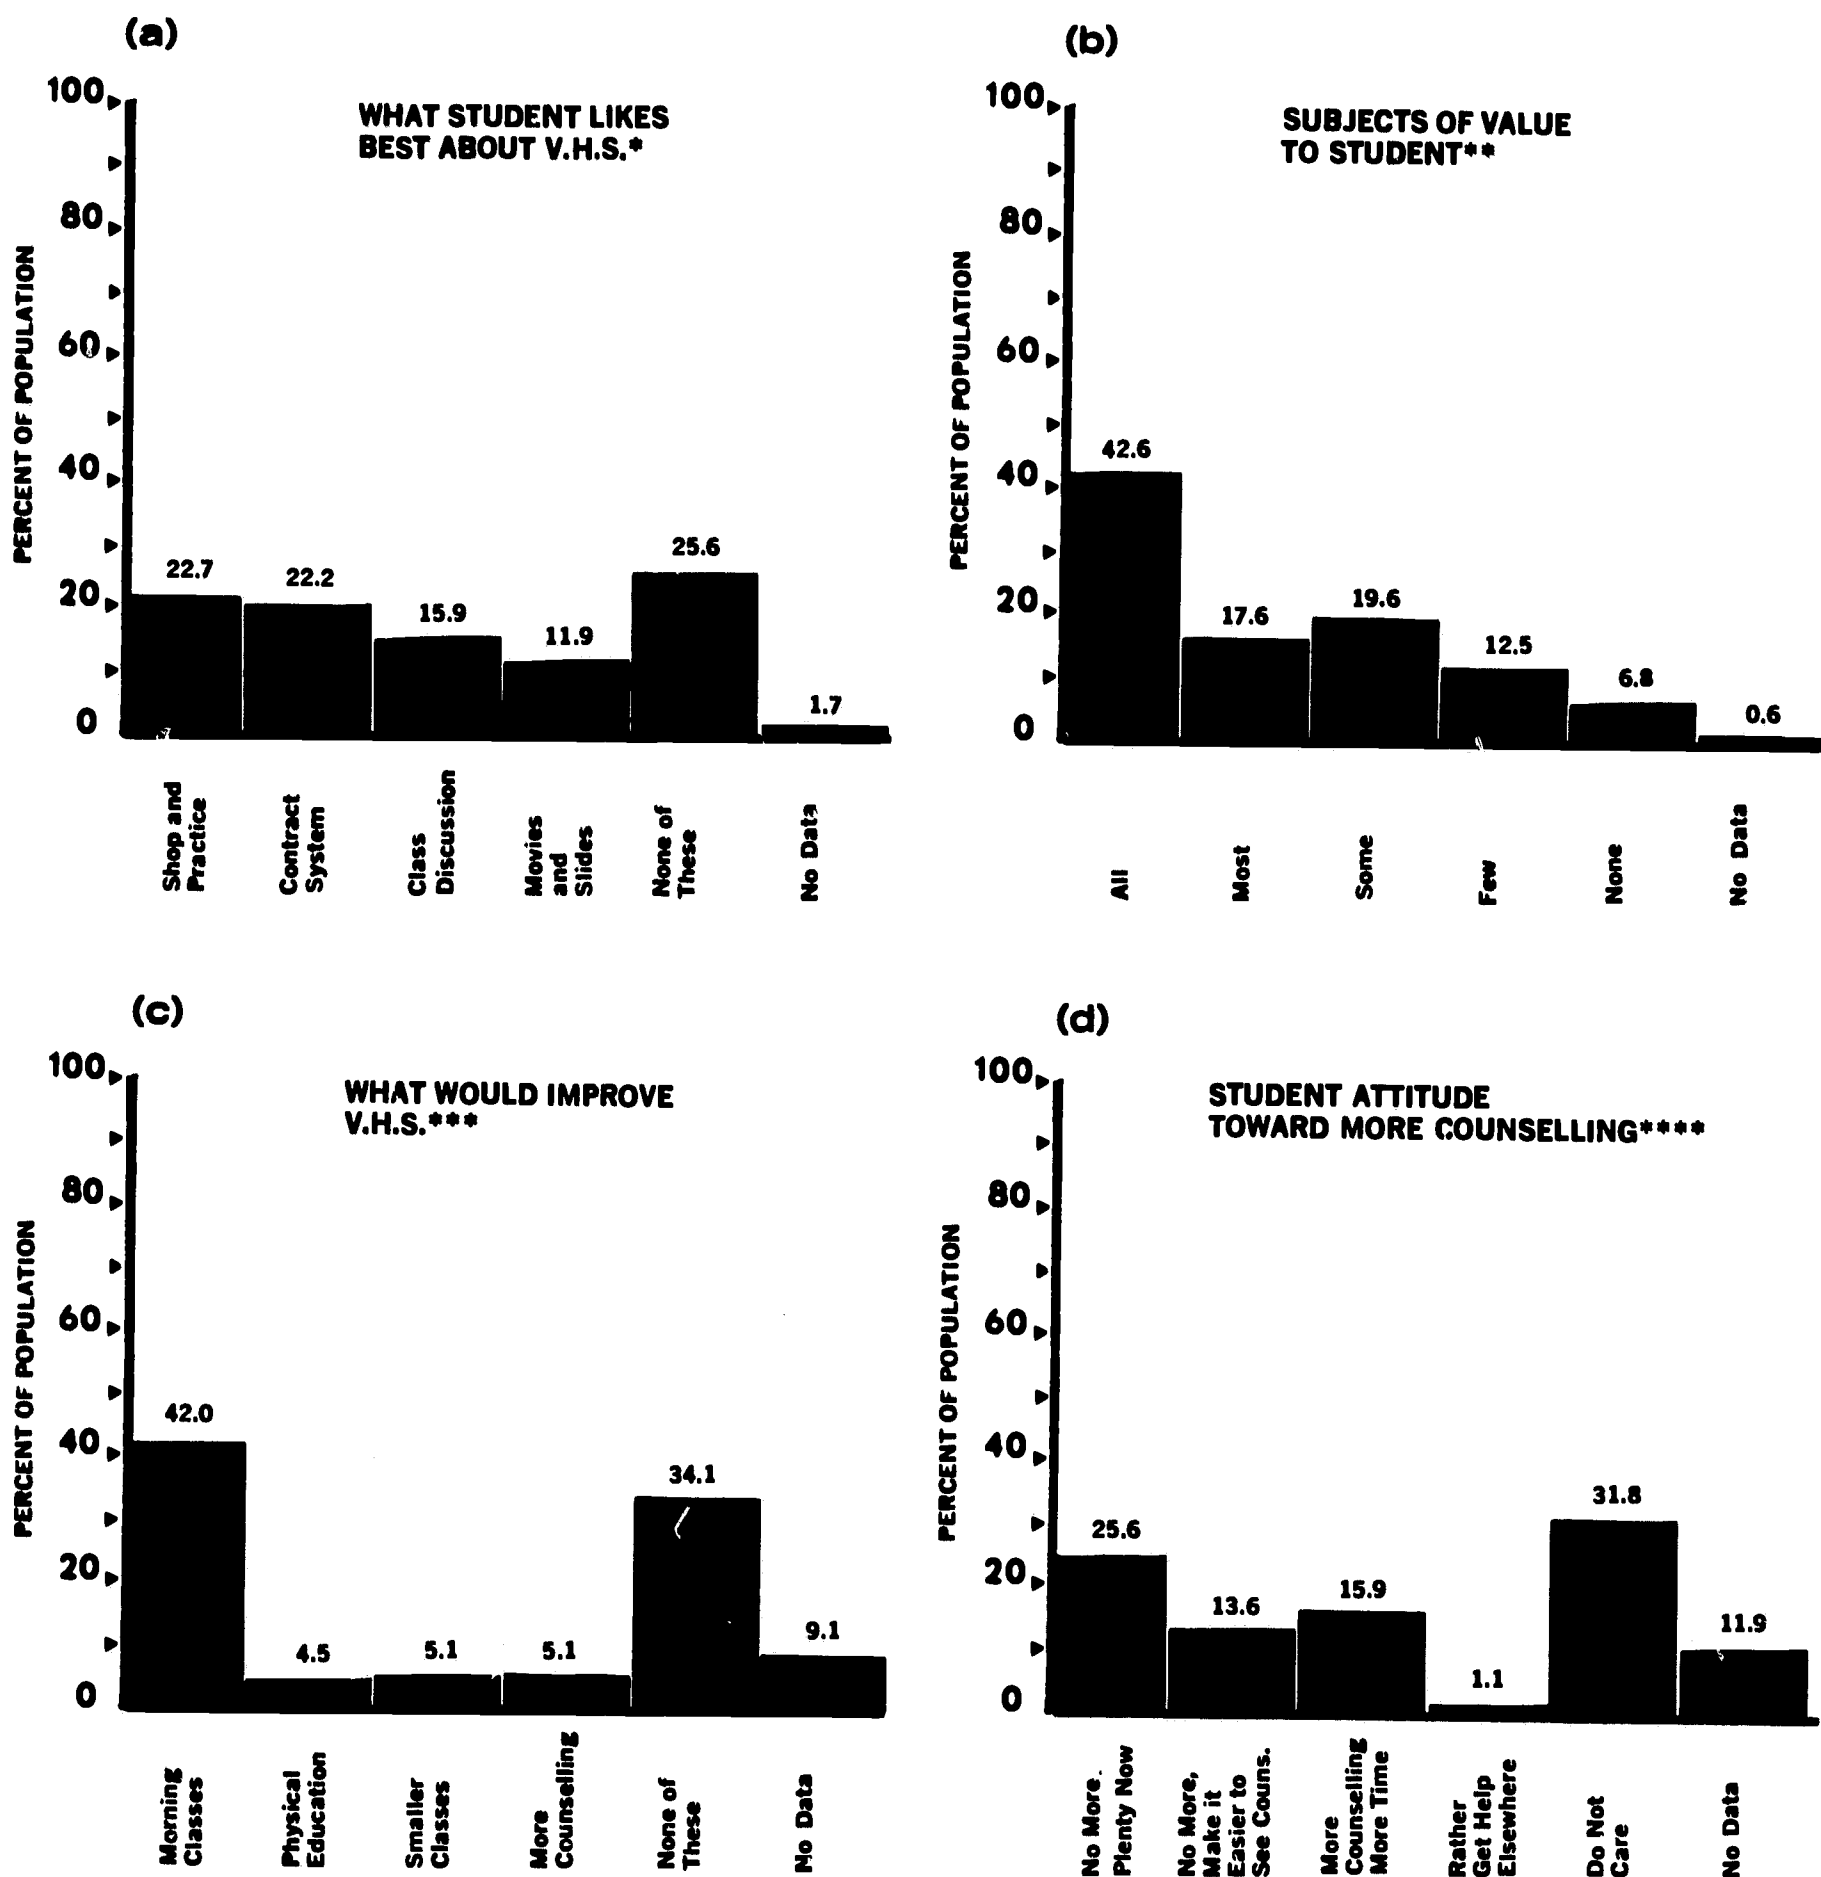 (a)
WHAT STUDENT LIKES
BEST ABOUT V.H.S.*
PERCENT OF POPULATION
100
80
60
40
20
0
22.7
22.2
15.9
11.9
25.6
1.7
Shop and
Practice
Contract
System
Class
Discussion
Movies
and
Slides
None of
These
No Data
(b)
SUBJECTS OF VALUE
TO STUDENT**
PERCENT OF POPULATION
100
80
60
40
20
0
42.6
17.6
19.6
12.5
6.8
0.6
All
Most
Some
Few
None
No Data
(c)
WHAT WOULD IMPROVE
V.H.S.***
PERCENT OF POPULATION
100
80
60
40
20
0
42.0
4.5
5.1
5.1
34.1
9.1
Morning
Classes
Physical
Education
Smaller
Classes
More
Counselling
None of
These
No Data
(d)
STUDENT ATTITUDE
TOWARD MORE COUNSELLING****
PERCENT OF POPULATION
100
80
60
40
20
0
25.6
13.6
15.9
1.1
31.8
11.9
No More.
Plenty Now
No More,
Make it
Easier to
See Couns.
More
Counselling
More Time
Rather
Get Help
Elsewhere
Do Not
Care
No Data